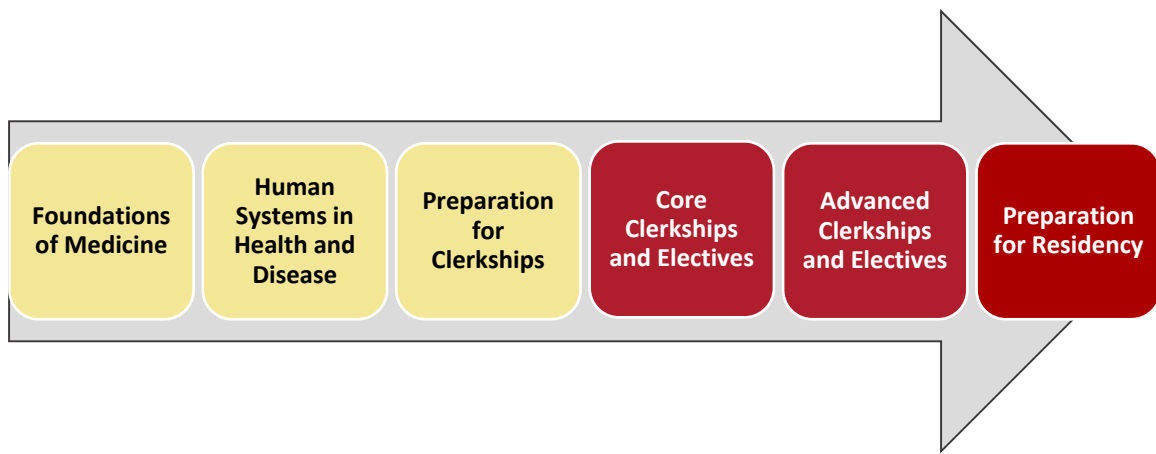 Foundations
of Medicine
Human
Systems in
Health and
Disease
Preparation
for
Clerkships
Core
Clerkships
and Electives
Advanced
Clerkships
and Electives
Preparation
for Residency